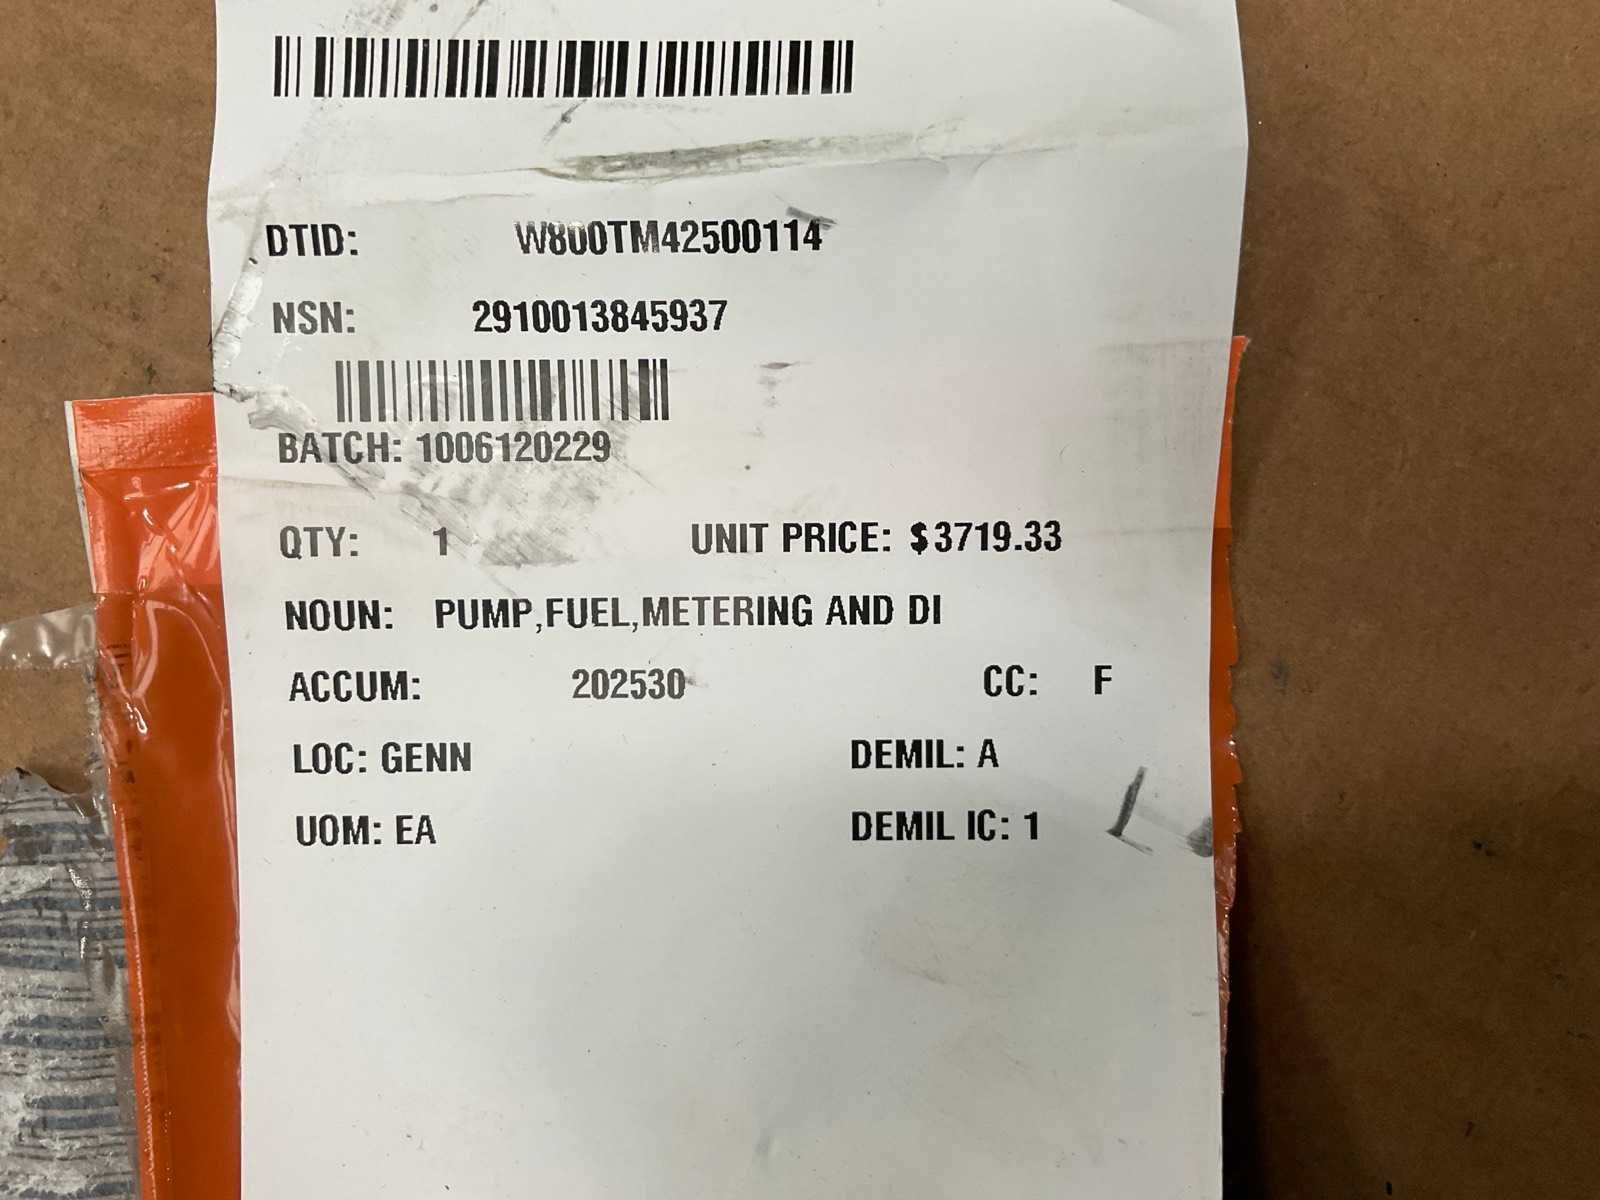 DTID: W800TM42500114
NSN: 2910013845937
BATCH: 1006120229
QTY: 1 UNIT PRICE: $3719.33
NOUN: PUMP,FUEL,METERING AND DI
ACCUM: 202530 CC: F
LOC: GENN DEMIL: A
UOM: EA DEMIL IC: 1